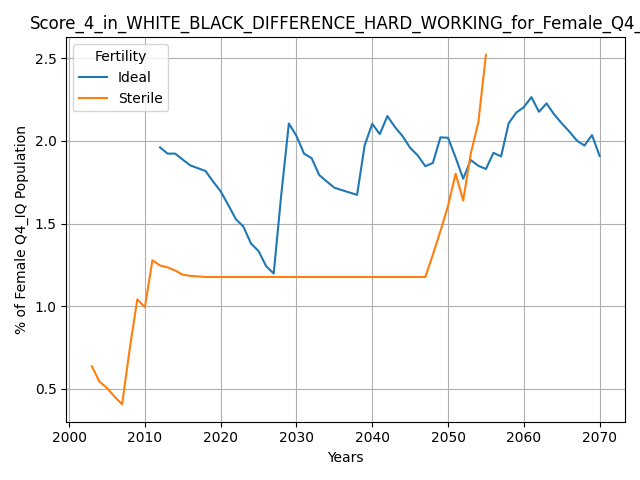 Score_4_in_WHITE_BLACK_DIFFERENCE_HARD_WORKING_for_Female_Q4_
Fertility
Ideal
Sterile
% of Female Q4_IQ Population
2.5
2.0
1.5
1.0
0.5
2000 2010 2020 2030 2040 2050 2060 2070
Years